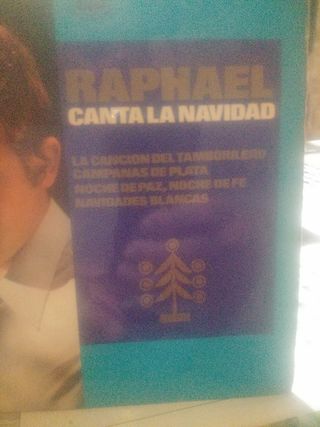 RAPHAEL
CANTA LA NAVIDAD
LA CANCION DEL TAMBORILERO
CAMPANAS DE PLATA
NOCHE DE PAZ, NOCHE DE FE
NAVIDADES BLANCAS